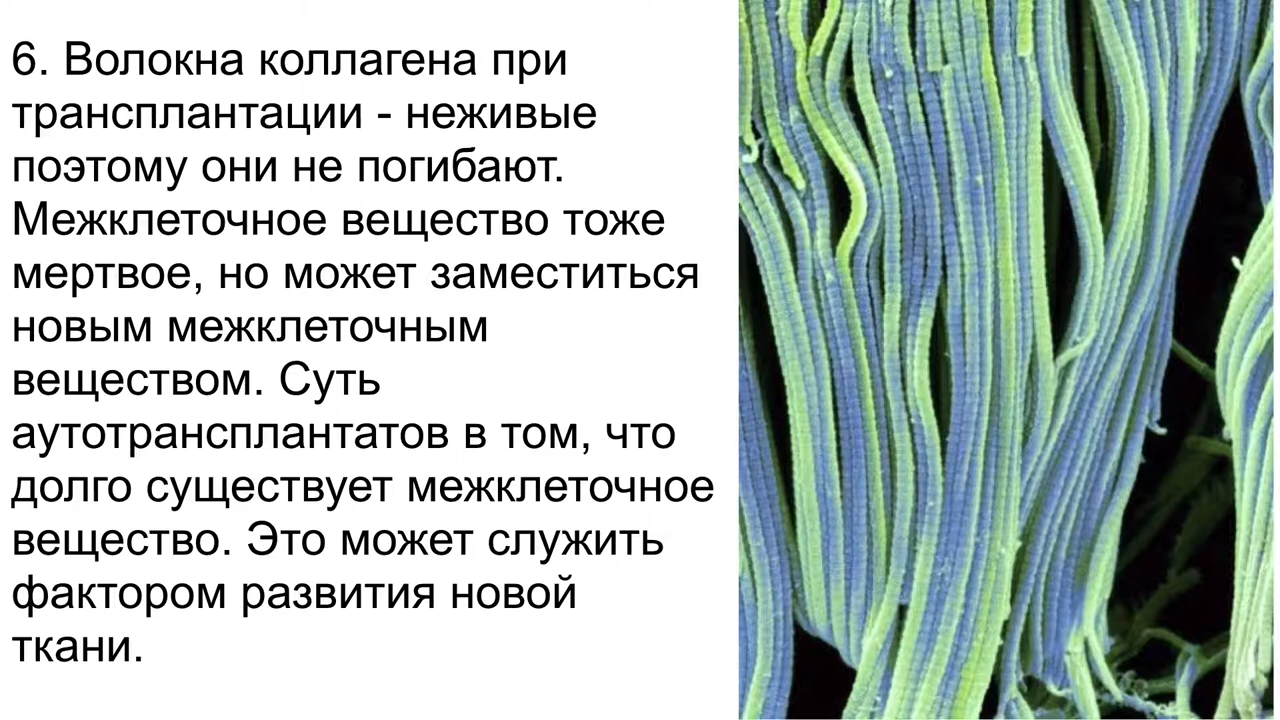 6. Волокна коллагена при
трансплантации - неживые
поэтому они не погибают.
Межклеточное вещество тоже
мертвое, но может заместиться
новым межклеточным
веществом. Суть
аутотрансплантатов в том, что
долго существует межклеточное
вещество. Это может служить
фактором развития новой
ткани.